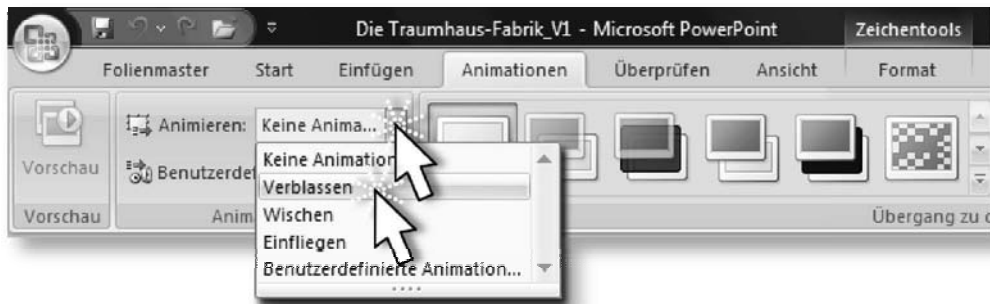 Die Traumhaus-Fabrik_V1 - Microsoft PowerPoint Zeichentools
Folienmaster Start Einfügen Animationen Überprüfen Ansicht Format
Animieren: Keine Anima...
Vorschau Benutzerdef
Keine Animation
Verblassen
Wischen
Einfliegen
Benutzerdefinierte Animation...
Vorschau Anim Übergang zu d